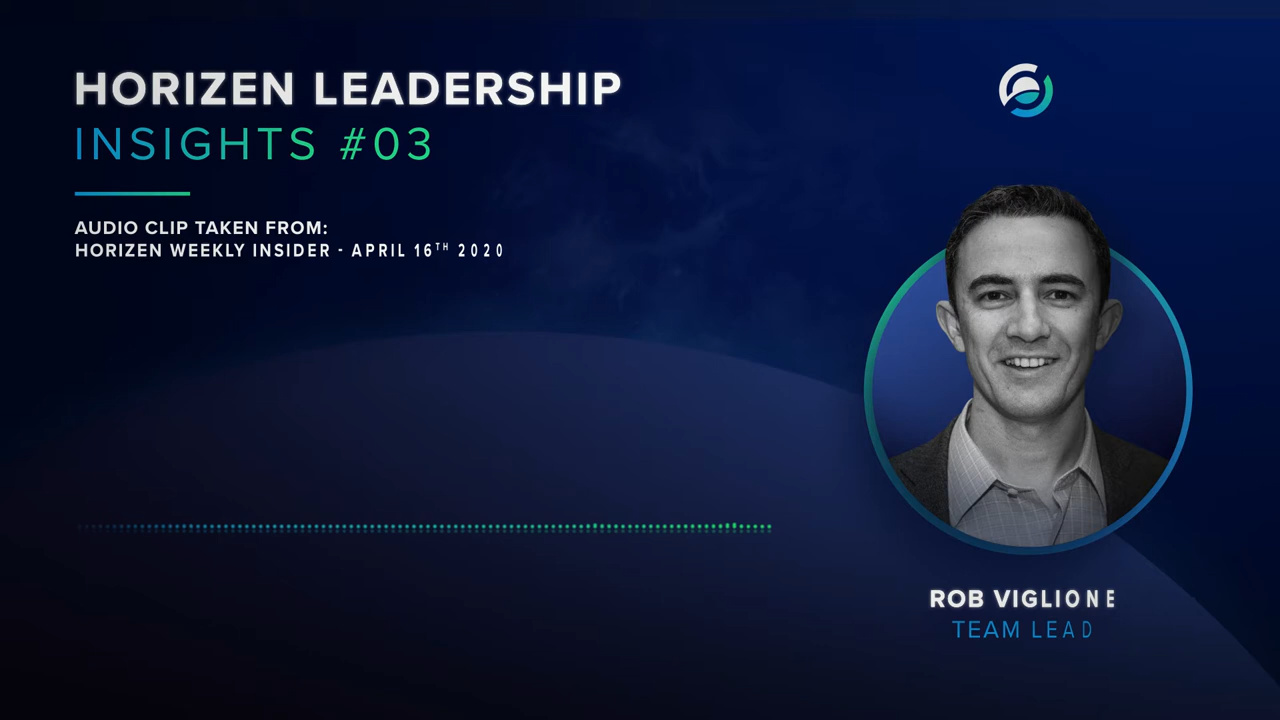 HORIZEN LEADERSHIP
INSIGHTS #03
AUDIO CLIP TAKEN FROM:
HORIZEN WEEKLY INSIDER - APRIL 16TH 2020
ROB VIGLIONE
TEAM LEAD